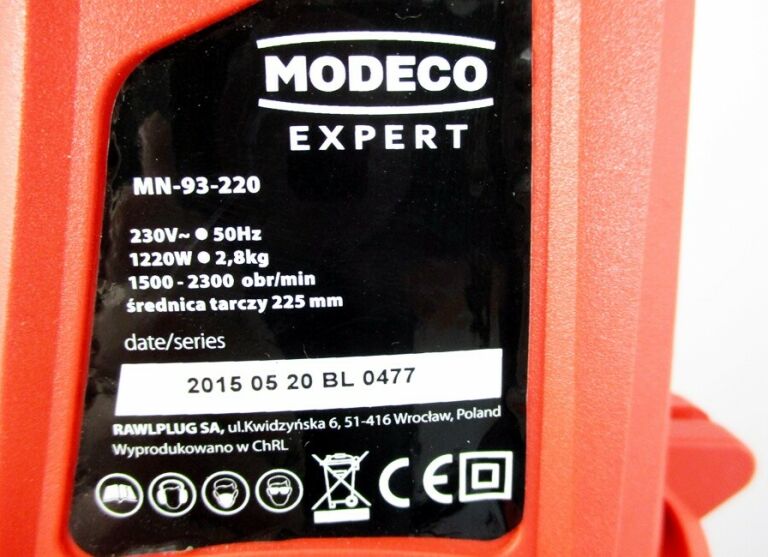 MODECO
EXPERT
MN-93-220
230V~ ● 50Hz
1220W ● 2,8kg
1500 - 2300 obr/min
średnica tarczy 225 mm
date/series
2015 05 20 BL 0477
RAWLPLUG SA, ul.Kwidzyńska 6, 51-416 Wrocław, Poland
Wyprodukowano w ChRL
CE